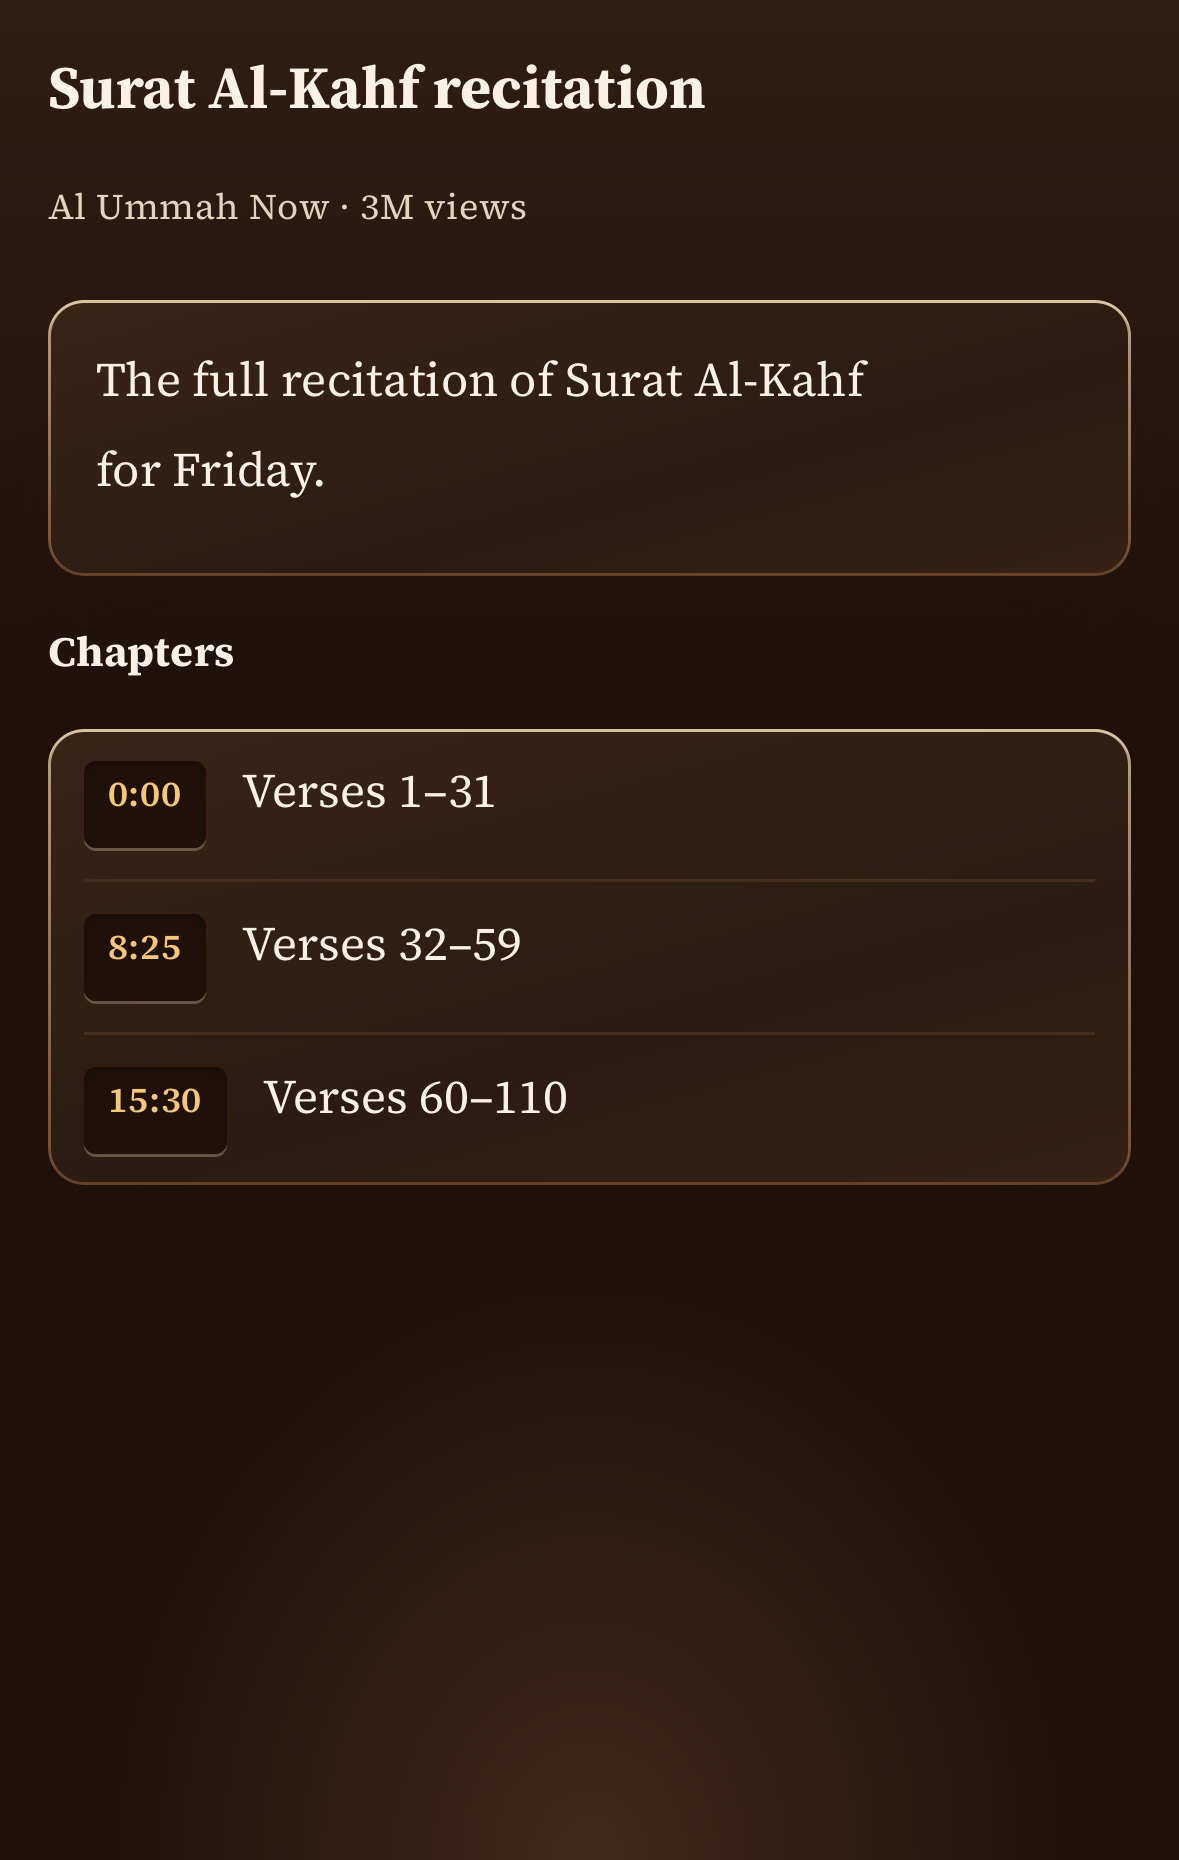 Surat Al-Kahf recitation
Al Ummah Now · 3M views
The full recitation of Surat Al-Kahf
for Friday.
Chapters
0:00 Verses 1–31
8:25 Verses 32–59
15:30 Verses 60–110